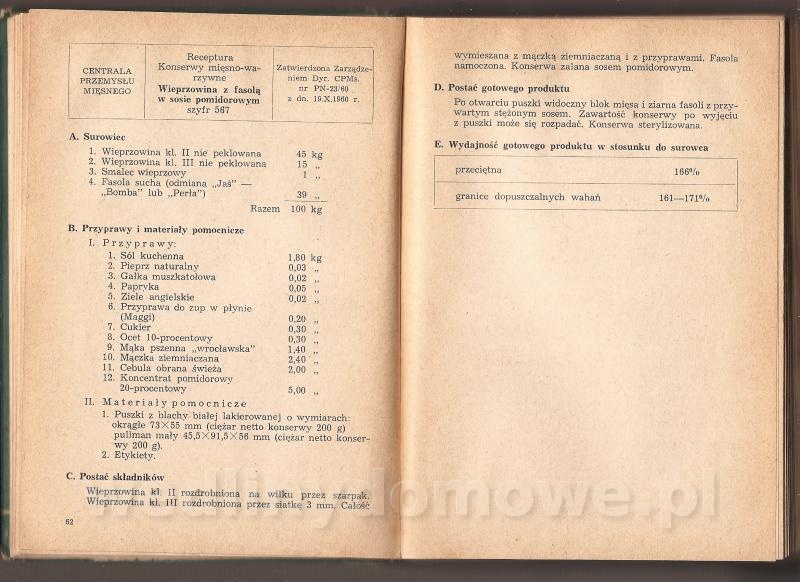 CENTRALA
PRZEMYSŁU
MIĘSNEGO
Receptura
Konserwy mięsno-wa-
rzywne
Wieprzowina z fasolą
w sosie pomidorowym
szyfr 567
Zatwierdzona Zarządze-
niem Dyr. CPMs.
nr PN-23/60
z dn. 19.X.1960 r.
A. Surowiec
1. Wieprzowina kl. II nie peklowana 45 kg
2. Wieprzowina kl. III nie peklowana 15 „
3. Smalec wieprzowy 1 „
4. Fasola sucha (odmiana „Jaś" —
„Bomba" lub „Perła") 39 „
Razem 100 kg
B. Przyprawy i materiały pomocnicze
I. Przyprawy:
1. Sól kuchenna 1,80 kg
2. Pieprz naturalny 0,03 „
3. Gałka muszkatołowa 0,02 „
4. Papryka 0,05 „
5. Ziele angielskie 0,02 „
6. Przyprawa do zup w płynie
(Maggi) 0,20 „
7. Cukier 0,30 „
8. Ocet 10-procentowy 0,30 „
9. Mąka pszenna „wrocławska" 1,40 „
10. Mączka ziemniaczana 2,40 „
11. Cebula obrana świeża 2,00 „
12. Koncentrat pomidorowy
20-procentowy 5,00 „
II. Materiały pomocnicze
1. Puszki z blachy białej lakierowanej o wymiarach:
okrągłe 73×55 mm (ciężar netto konserwy 200 g)
pullman mały 45,5×91,5×56 mm (ciężar netto konser-
wy 200 g).
2. Etykiety.
C. Postać składników
Wieprzowina kl. II rozdrobniona na wilku przez szarpak.
Wieprzowina kl. III rozdrobniona przez siatkę 3 mm. Całość
62
wymieszana z mączką ziemniaczaną i z przyprawami. Fasola
namoczona. Konserwa zalana sosem pomidorowym.
D. Postać gotowego produktu
Po otwarciu puszki widoczny blok mięsa i ziarna fasoli z przy-
wartym stężonym sosem. Zawartość konserwy po wyjęciu
z puszki może się rozpadać. Konserwa sterylizowana.
E. Wydajność gotowego produktu w stosunku do surowca
przeciętna 166%
granice dopuszczalnych wahań 161—171%
wedlinydomowe.pl